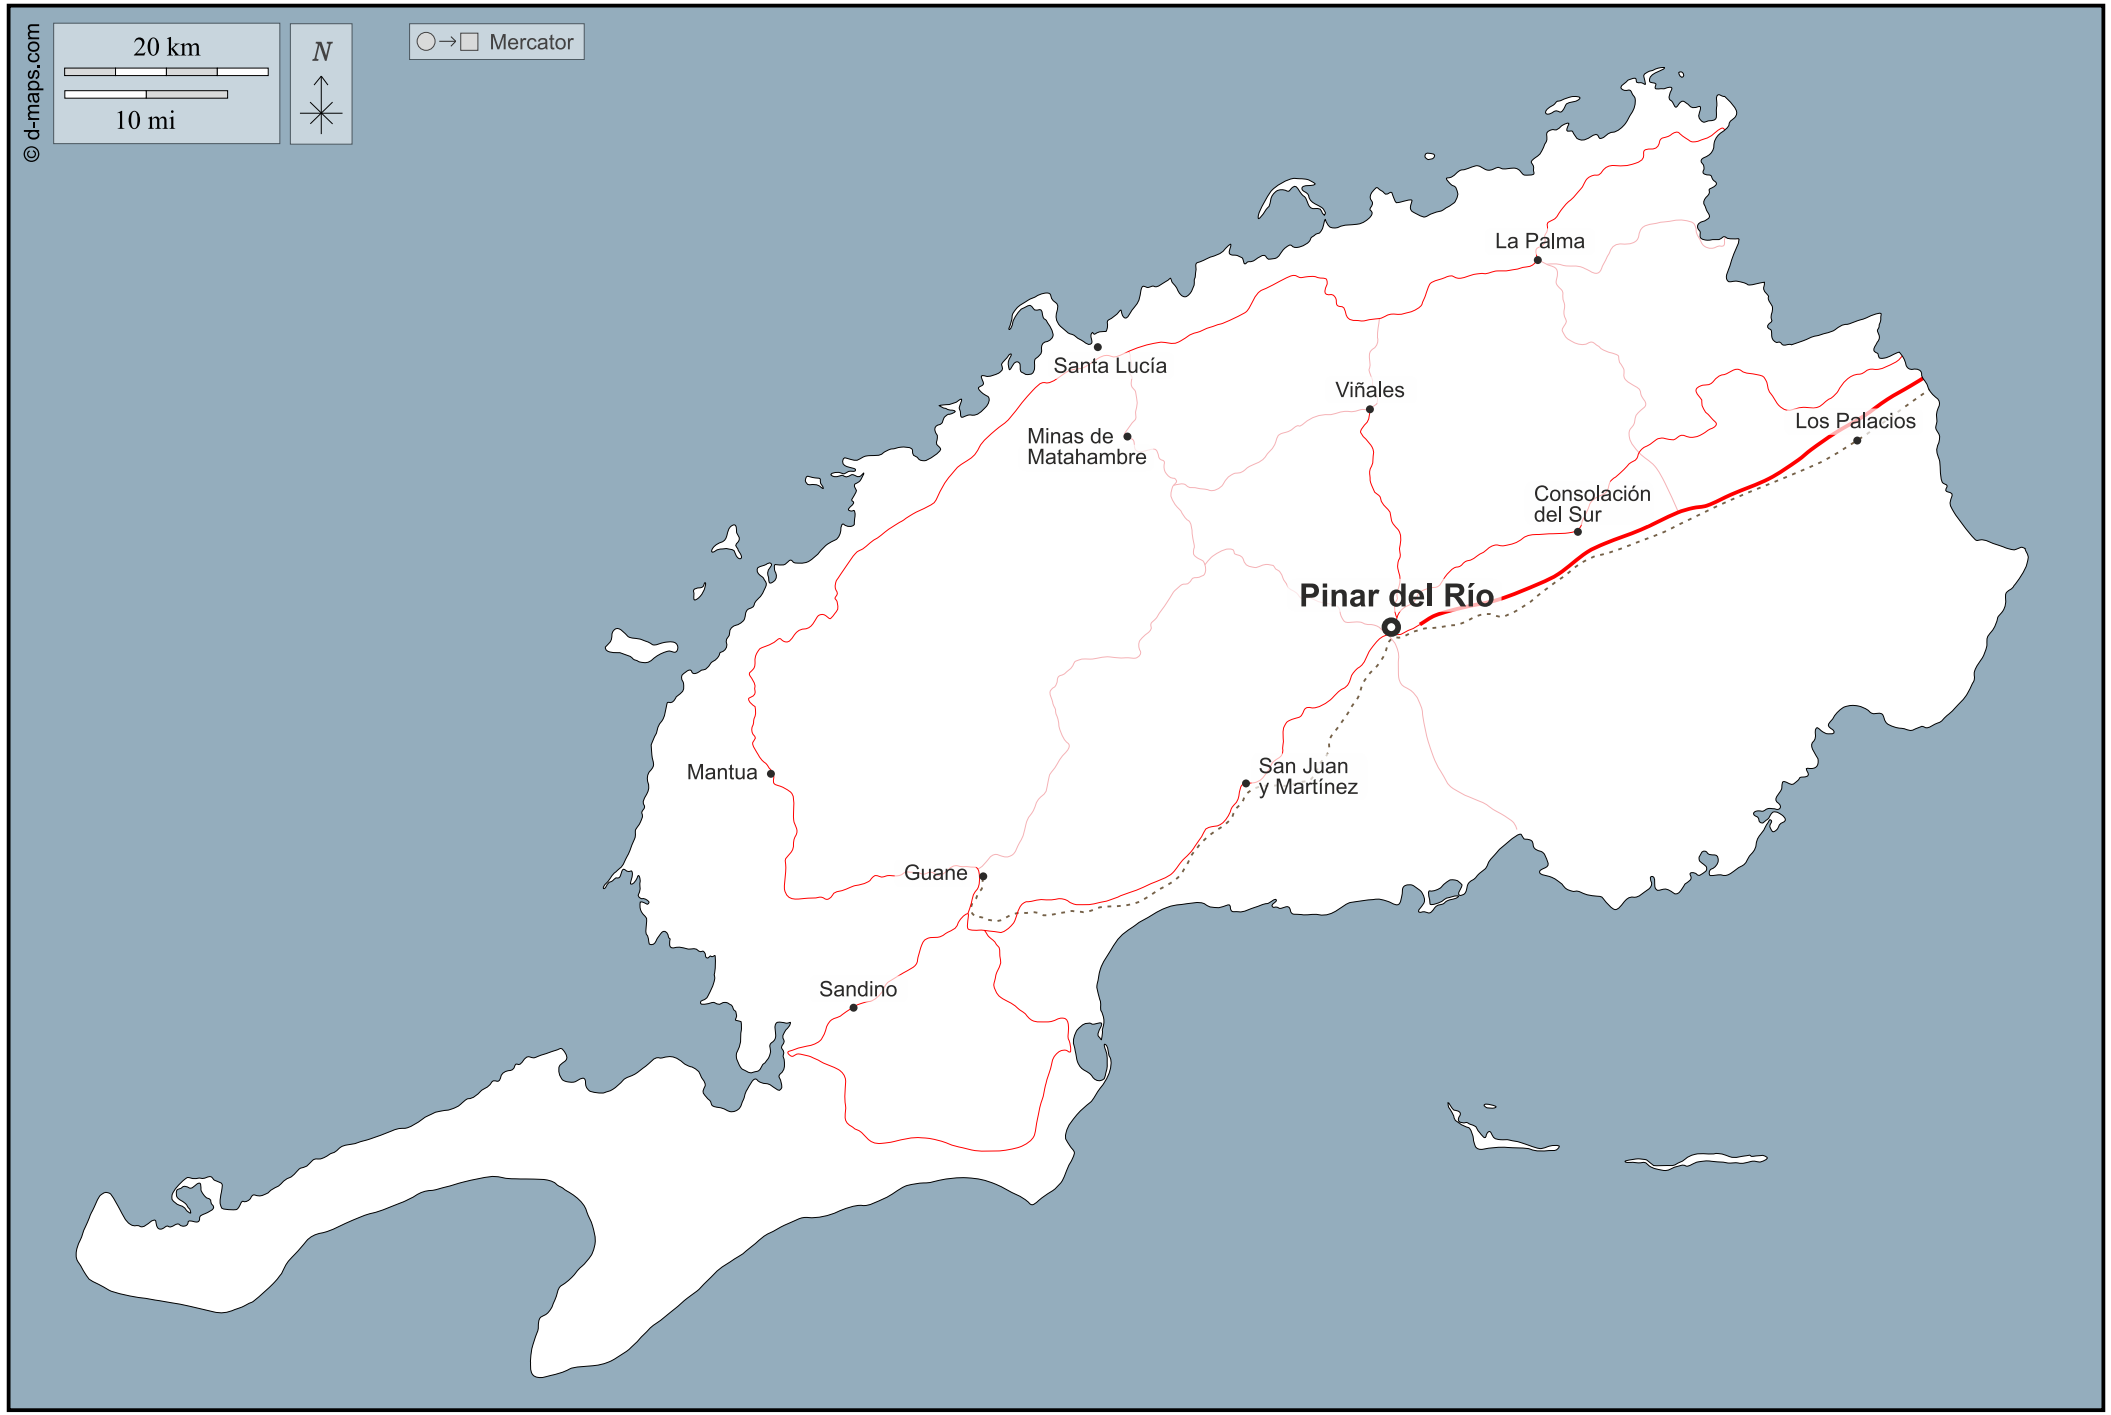 © d-maps.com
20 km
10 mi
N
Mercator
La Palma
Santa Lucía
Viñales
Minas de
Matahambre
Los Palacios
Consolación
del Sur
Pinar del Río
Mantua
San Juan
y Martínez
Guane
Sandino